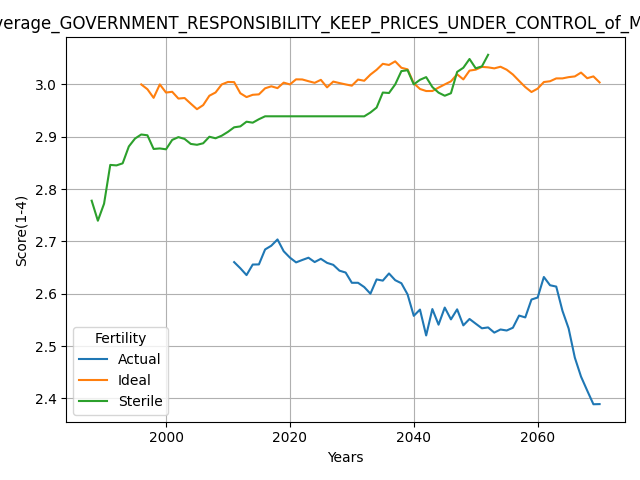 verage_GOVERNMENT_RESPONSIBILITY_KEEP_PRICES_UNDER_CONTROL_of_M
Score(1-4)
3.0
2.9
2.8
2.7
2.6
2.5
2.4
Fertility
Actual
Ideal
Sterile
2000
2020
2040
2060
Years